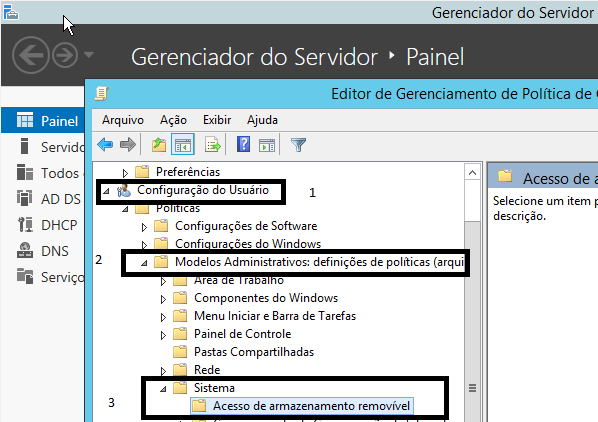 Gerenciador do Servidor
Gerenciador do Servidor • Painel
Editor de Gerenciamento de Política de
Painel
Servido
Todos
AD DS
DHCP
DNS
Serviço
Arquivo Ação Exibir Ajuda
Preferências
Configuração do Usuário 1
Políticas
Configurações de Software
Configurações do Windows
2 Modelos Administrativos: definições de políticas (arqui
Área de Trabalho
Componentes do Windows
Menu Iniciar e Barra de Tarefas
Painel de Controle
Pastas Compartilhadas
Rede
Sistema
3 Acesso de armazenamento removível
Acesso de a
Selecione um item p
descrição.